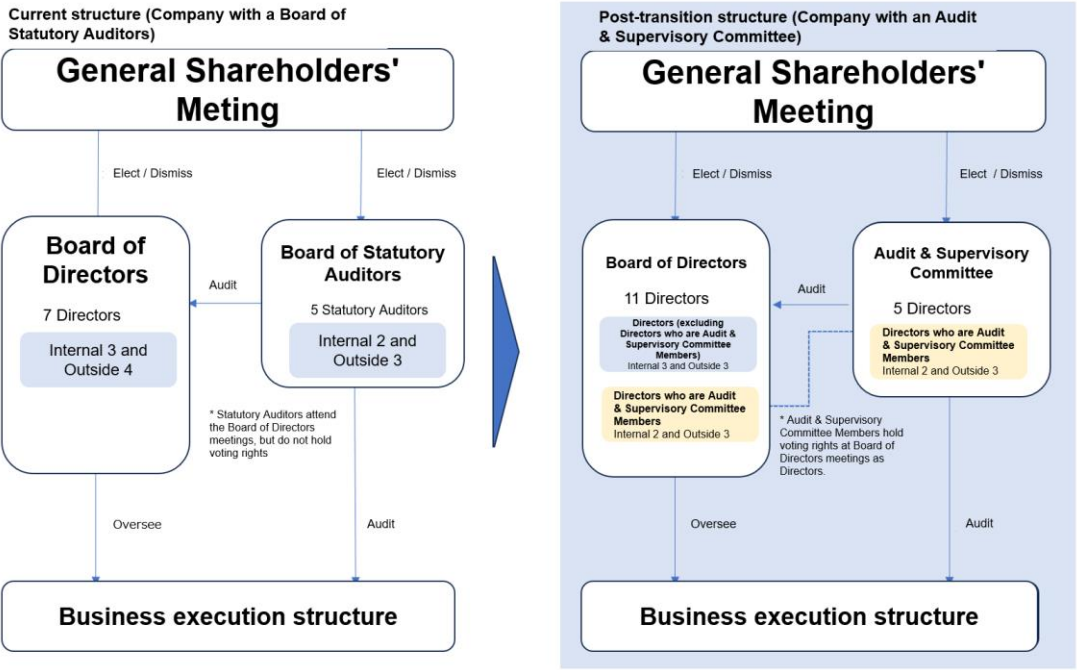 Current structure (Company with a Board of
Statutory Auditors)
General Shareholders'
Meting
Elect / Dismiss
Elect / Dismiss
Board of
Directors
7 Directors
Internal 3 and
Outside 4
Audit
Board of Statutory
Auditors
5 Statutory Auditors
Internal 2 and
Outside 3
* Statutory Auditors attend
the Board of Directors
meetings, but do not hold
voting rights
Oversee
Audit
Business execution structure
Post-transition structure (Company with an Audit
& Supervisory Committee)
General Shareholders'
Meeting
Elect / Dismiss
Elect / Dismiss
Board of Directors
11 Directors
Directors (excluding
Directors who are Audit &
Supervisory Committee
Members)
Internal 3 and Outside 3
Directors who are Audit
& Supervisory Committee
Members
Internal 2 and Outside 3
Audit
Audit & Supervisory
Committee
5 Directors
Directors who are Audit
& Supervisory Committee
Members
Internal 2 and Outside 3
* Audit & Supervisory
Committee Members hold
voting rights at Board of
Directors meetings as
Directors.
Oversee
Audit
Business execution structure